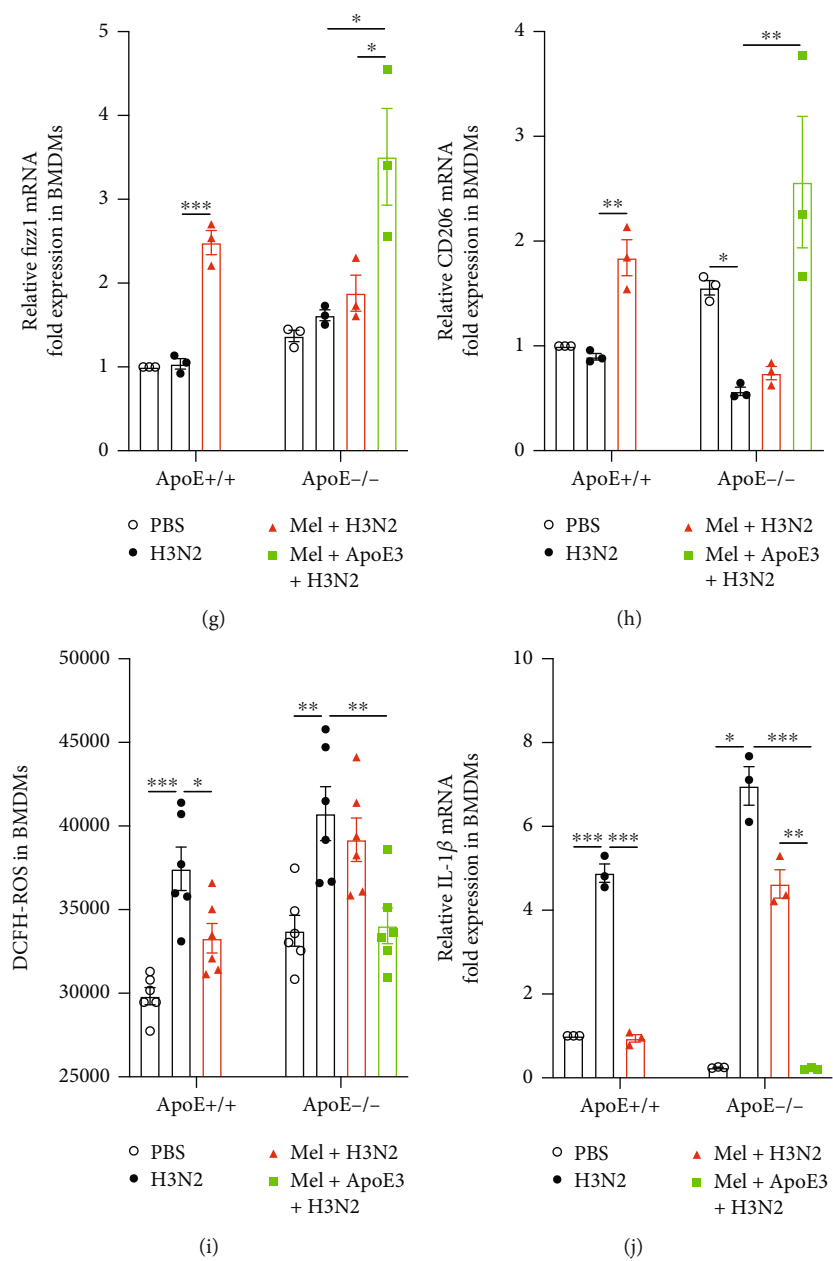 Relative fizz1 mRNA
fold expression in BMDMs
5
4
3
2
1
0
*
*
***
ApoE+/+
ApoE−/−
PBS
H3N2
Mel + H3N2
Mel + ApoE3
+ H3N2
(g)
Relative CD206 mRNA
fold expression in BMDMs
4
3
2
1
0
**
**
*
ApoE+/+
ApoE−/−
PBS
H3N2
Mel + H3N2
Mel + ApoE3
+ H3N2
(h)
DCFH-ROS in BMDMs
50000
45000
40000
35000
30000
25000
***
*
**
**
ApoE+/+
ApoE−/−
PBS
H3N2
Mel + H3N2
Mel + ApoE3
+ H3N2
(i)
Relative IL-1β mRNA
fold expression in BMDMs
10
8
6
4
2
0
*
***
***
***
**
ApoE+/+
ApoE−/−
PBS
H3N2
Mel + H3N2
Mel + ApoE3
+ H3N2
(j)